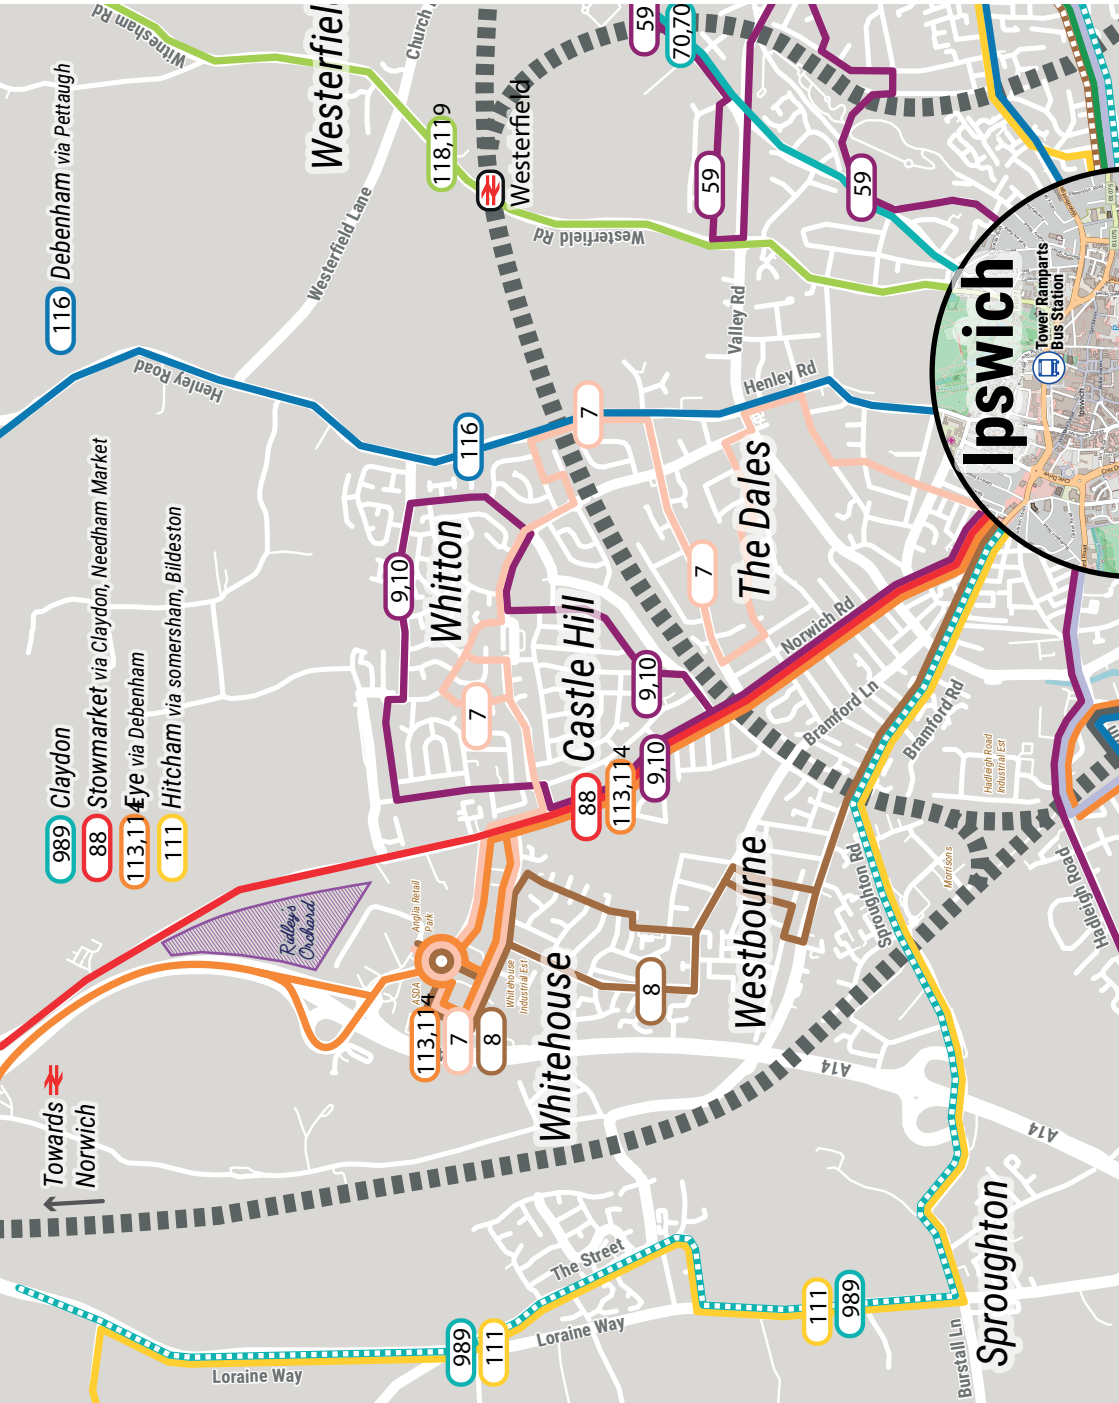 989 Claydon
88 Stowmarket via Claydon, Needham Market
113,114 Eye via Debenham
111 Hitcham via somersham, Bildeston
116 Debenham via Pettaugh
Towards
Norwich
Witnesham Rd
Church
Westerfiel
118,119
Westerfield
Westerfield Lane
Westerfield Rd
59
70,70
59
59
Valley Rd
Henley Road
116
7
Henley Rd
Ipswich
Tower Ramparts
Bus Station
9,10
Whitton
7
The Dales
Castle Hill
9,10
7
Norwich Rd
Bramford Ln
Bramford Rd
88
113,114
9,10
Hadleigh Road
Industrial Est
Ridley's
Orchard
Anglia Retail
Park
ASDA
Whitehouse
Industrial Est
113,114
7
8
Whitehouse
8
Westbourne
Sproughton Rd
Morrisons
Hadleigh Road
A14
A14
The Street
Loraine Way
Loraine Way
989
111
111
989
Burstall Ln
Sproughton